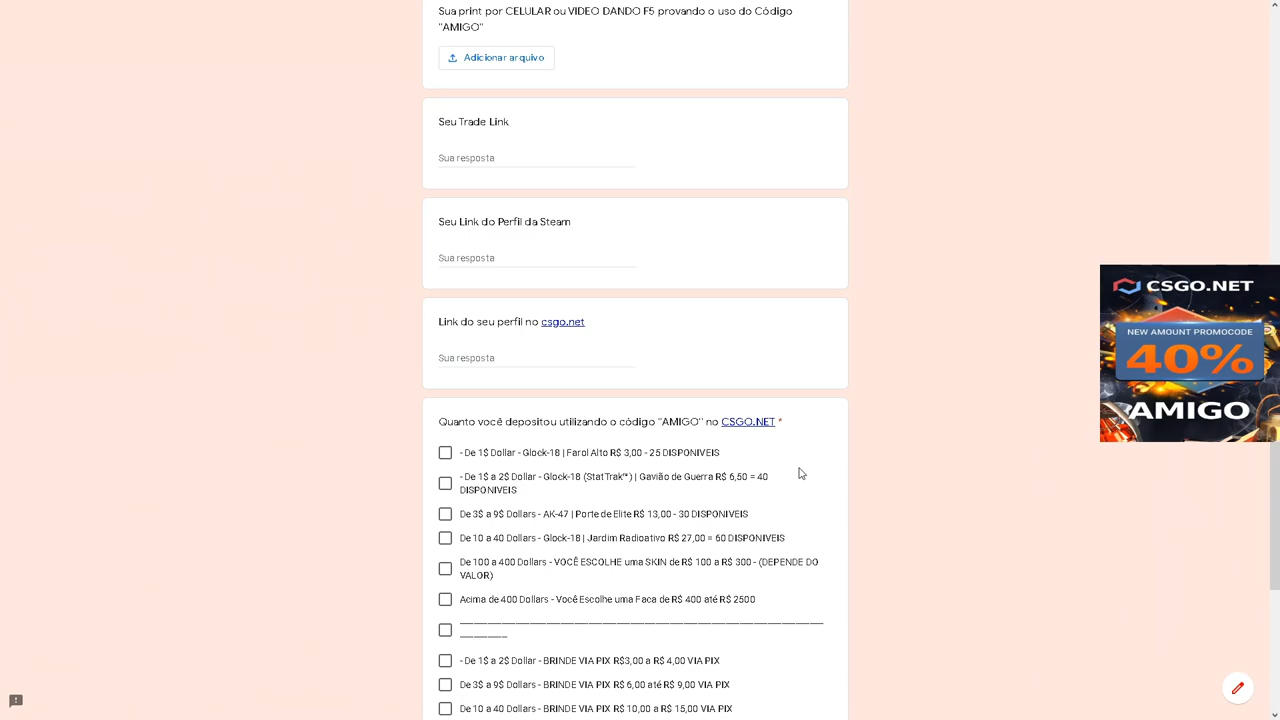 Sua print por CELULAR ou VIDEO DANDO F5 provando o uso do Código
"AMIGO"
Adicionar arquivo
Seu Trade Link
Sua resposta
Seu Link do Perfil da Steam
Sua resposta
Link do seu perfil no csgo.net
Sua resposta
CSGO.NET
NEW AMOUNT PROMOCODE
40%
AMIGO
Quanto você depositou utilizando o código "AMIGO" no CSGO.NET *
- De 1$ Dollar - Glock-18 | Farol Alto R$ 3,00 - 25 DISPONIVEIS
- De 1$ a 2$ Dollar - Glock-18 (StatTrak™) | Gavião de Guerra R$ 6,50 = 40
DISPONIVEIS
De 3$ a 9$ Dollars - AK-47 | Porte de Elite R$ 13,00 - 30 DISPONIVEIS
De 10 a 40 Dollars - Glock-18 | Jardim Radioativo R$ 27,00 = 60 DISPONIVEIS
De 100 a 400 Dollars - VOCÊ ESCOLHE uma SKIN de R$ 100 a R$ 300 - (DEPENDE DO
VALOR)
Acima de 400 Dollars - Você Escolhe uma Faca de R$ 400 até R$ 2500
- De 1$ a 2$ Dollar - BRINDE VIA PIX R$3,00 a R$ 4,00 VIA PIX
De 3$ a 9$ Dollars - BRINDE VIA PIX R$ 6,00 até R$ 9,00 VIA PIX
De 10 a 40 Dollars - BRINDE VIA PIX R$ 10,00 a R$ 15,00 VIA PIX